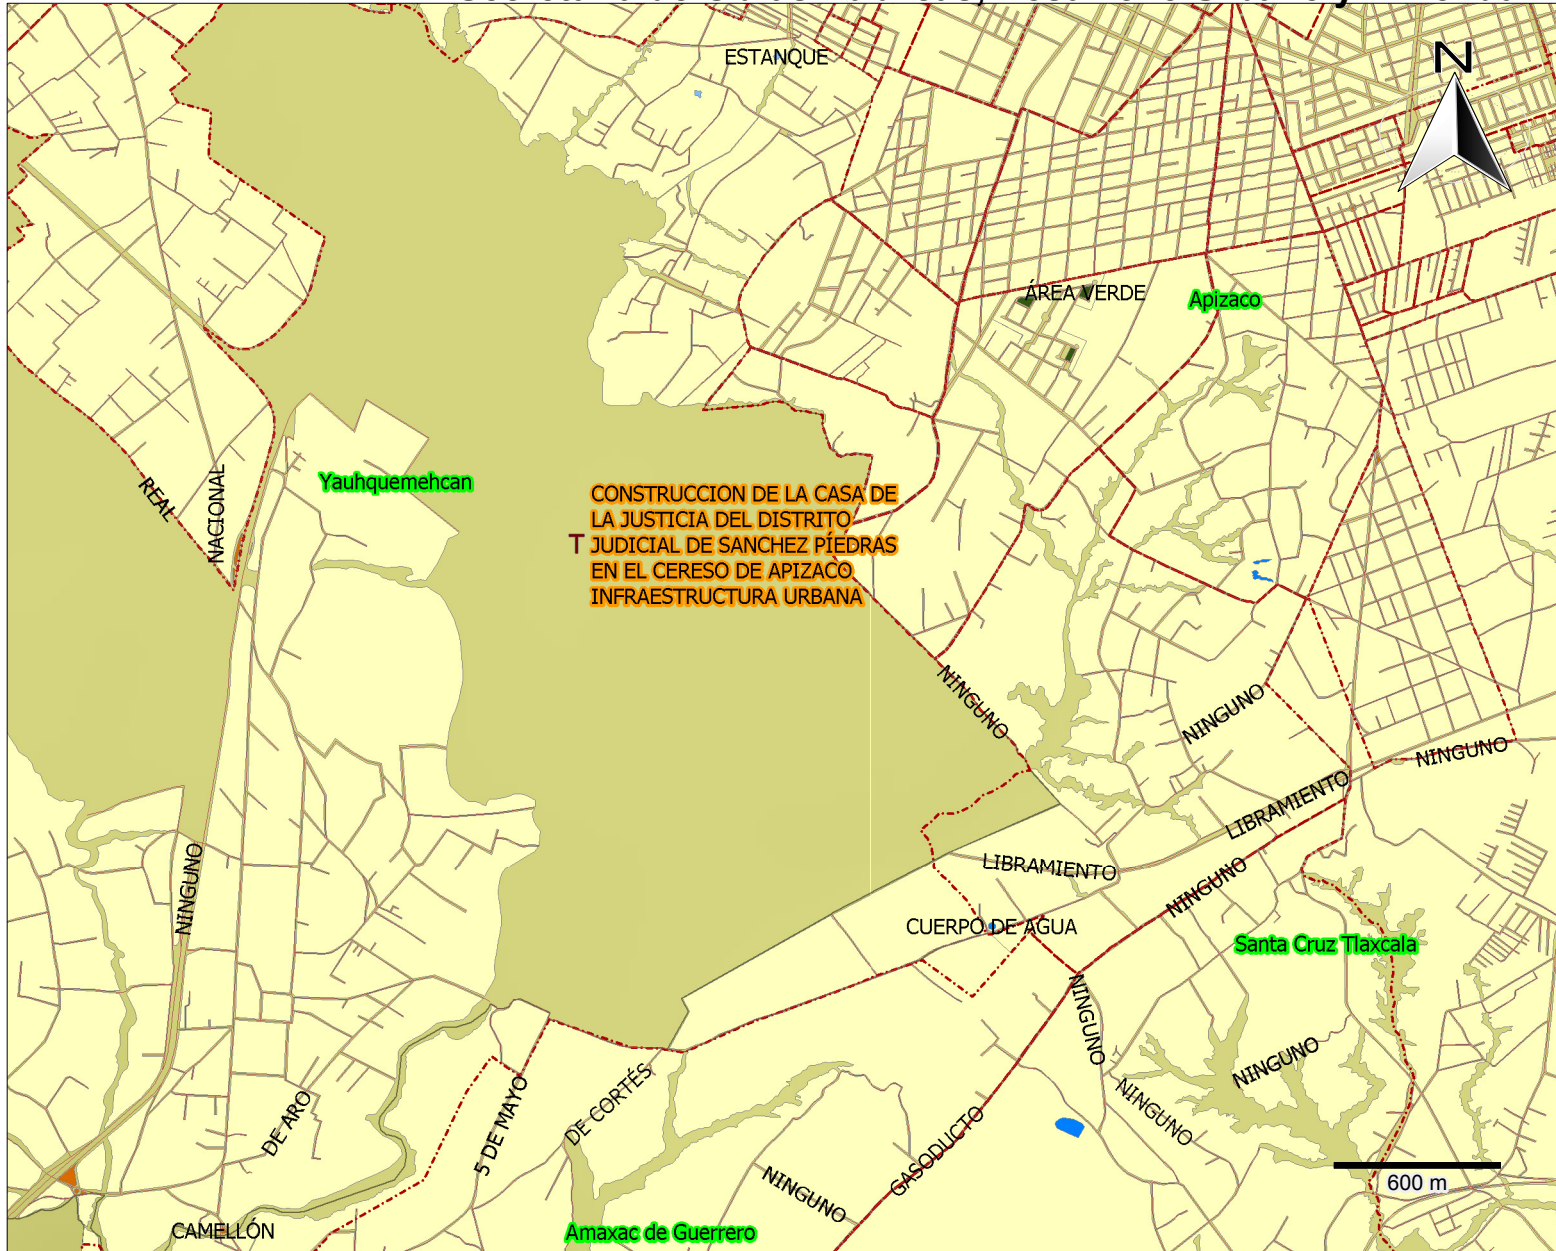 ESTANQUE
N
ÁREA VERDE
Apizaco
Yauhquemehcan
REAL
NACIONAL
CONSTRUCCION DE LA CASA DE
LA JUSTICIA DEL DISTRITO
T JUDICIAL DE SANCHEZ PÍEDRAS
EN EL CERESO DE APIZACO
INFRAESTRUCTURA URBANA
NINGUNO
NINGUNO
NINGUNO
LIBRAMIENTO
LIBRAMIENTO
NINGUNO
NINGUNO
CUERPO DE AGUA
Santa Cruz Tlaxcala
NINGUNO
NINGUNO
NINGUNO
DE ARO
5 DE MAYO
DE CORTÉS
GASODUCTO
NINGUNO
600 m
CAMELLÓN
Amaxac de Guerrero